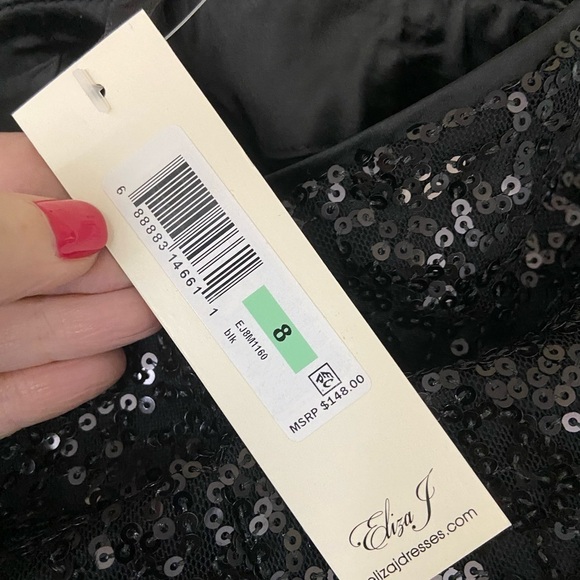 6 88883 14661 1
EJ8M1160
blk
8
MSRP $148.00
Eliza J
elizajdresses.com